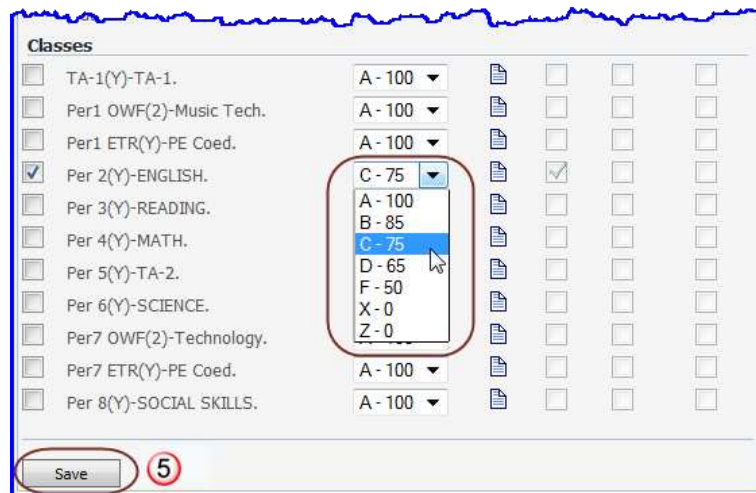 Classes
TA-1(Y)-TA-1. A - 100
Per1 OWF(2)-Music Tech. A - 100
Per1 ETR(Y)-PE Coed. A - 100
Per 2(Y)-ENGLISH. C - 75
Per 3(Y)-READING. A - 100
B - 85
Per 4(Y)-MATH. C - 75
Per 5(Y)-TA-2. D - 65
F - 50
Per 6(Y)-SCIENCE. X - 0
Per7 OWF(2)-Technology. Z - 0
Per7 ETR(Y)-PE Coed. A - 100
Per 8(Y)-SOCIAL SKILLS. A - 100
Save 5